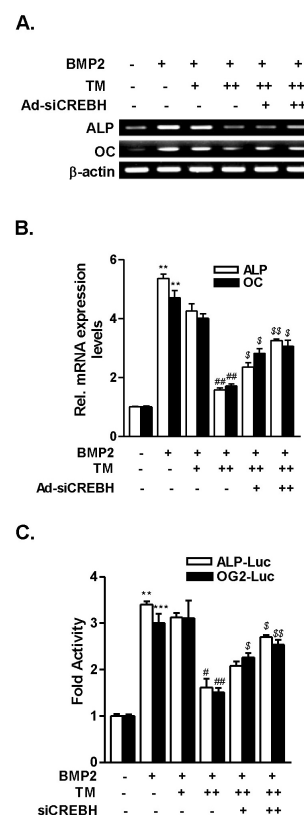 A.
BMP2 - + + + + +
TM - - + ++ ++ ++
Ad-siCREBH - - - - + ++
ALP
OC
β-actin
B.
ALP
OC
Rel. mRNA expression
levels
6
4
2
0
** ** ## ## $ $ $$ $
BMP2 - + + + + +
TM - - + ++ ++ ++
Ad-siCREBH - - - - + ++
C.
ALP-Luc
OG2-Luc
Fold Activity
4
3
2
1
0
** *** # ## $ $ $$
BMP2 - + + + + +
TM - - + ++ ++ ++
siCREBH - - - - + ++